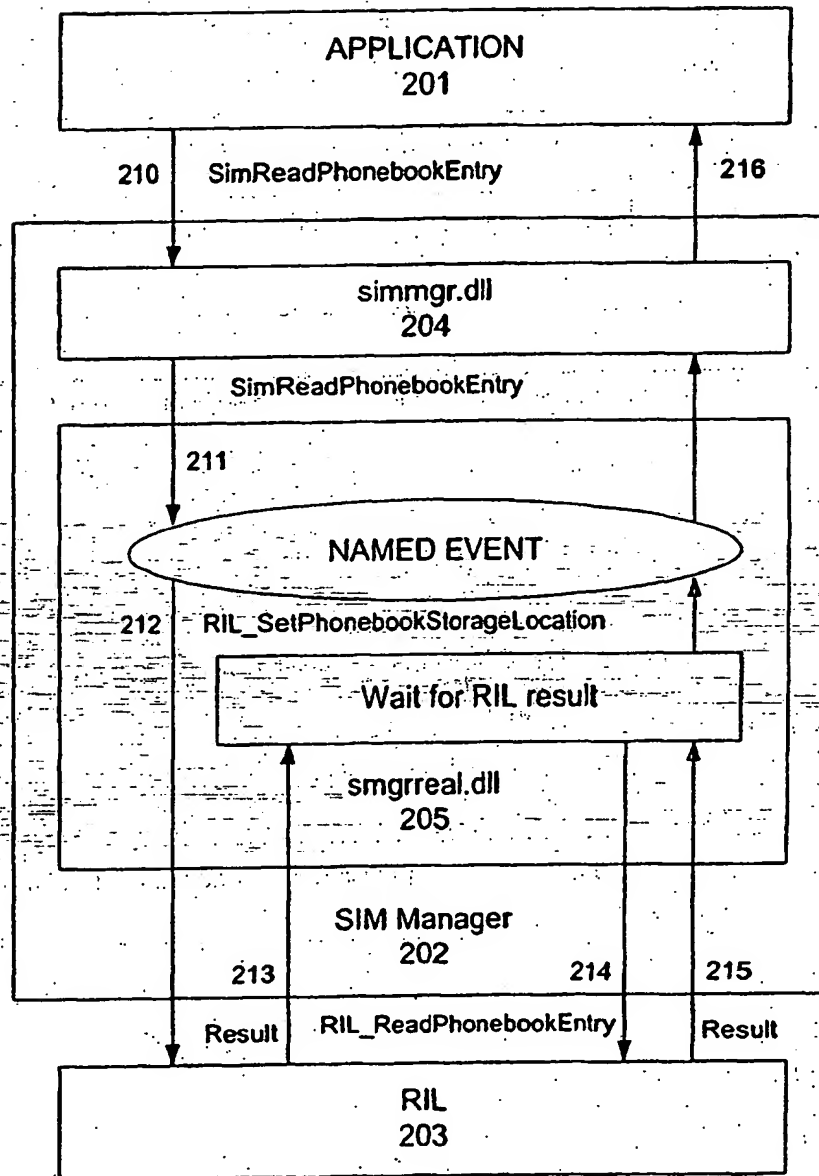 APPLICATION
201
210 SimReadPhonebookEntry 216
simmgr.dll
204
SimReadPhonebookEntry
211
NAMED EVENT
212 RIL_SetPhonebookStorageLocation
Wait for RIL result
smgrreal.dll
205
SIM Manager
202
213 214 215
Result RIL_ReadPhonebookEntry Result
RIL
203